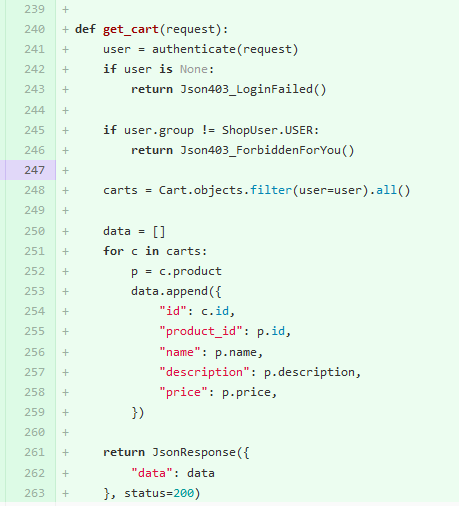 239 +
240 + def get_cart(request):
241 +     user = authenticate(request)
242 +     if user is None:
243 +         return Json403_LoginFailed()
244 +
245 +     if user.group != ShopUser.USER:
246 +         return Json403_ForbiddenForYou()
247 +
248 +     carts = Cart.objects.filter(user=user).all()
249 +
250 +     data = []
251 +     for c in carts:
252 +         p = c.product
253 +         data.append({
254 +             "id": c.id,
255 +             "product_id": p.id,
256 +             "name": p.name,
257 +             "description": p.description,
258 +             "price": p.price,
259 +         })
260 +
261 +     return JsonResponse({
262 +         "data": data
263 +     }, status=200)